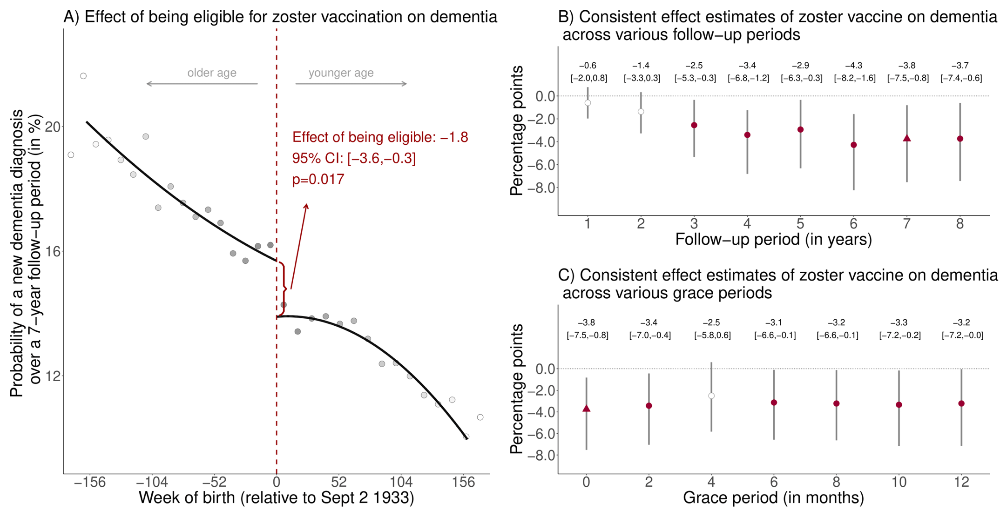 A) Effect of being eligible for zoster vaccination on dementia
older age
younger age
Effect of being eligible: −1.8
95% CI: [−3.6,−0.3]
p=0.017
Probability of a new dementia diagnosis
over a 7−year follow−up period (in %)
20
16
12
−156
−104
−52
0
52
104
156
Week of birth (relative to Sept 2 1933)
B) Consistent effect estimates of zoster vaccine on dementia
across various follow−up periods
−0.6 −1.4 −2.5 −3.4 −2.9 −4.3 −3.8 −3.7
[−2.0,0.8] [−3.3,0.3] [−5.3,−0.3] [−6.8,−1.2] [−6.3,−0.3] [−8.2,−1.6] [−7.5,−0.8] [−7.4,−0.6]
Percentage points
0.0
−2.0
−4.0
−6.0
−8.0
1 2 3 4 5 6 7 8
Follow−up period (in years)
C) Consistent effect estimates of zoster vaccine on dementia
across various grace periods
−3.8 −3.4 −2.5 −3.1 −3.2 −3.3 −3.2
[−7.5,−0.8] [−7.0,−0.4] [−5.8,0.6] [−6.6,−0.1] [−6.6,−0.1] [−7.2,−0.2] [−7.2,−0.0]
Percentage points
0.0
−2.0
−4.0
−6.0
−8.0
0 2 4 6 8 10 12
Grace period (in months)